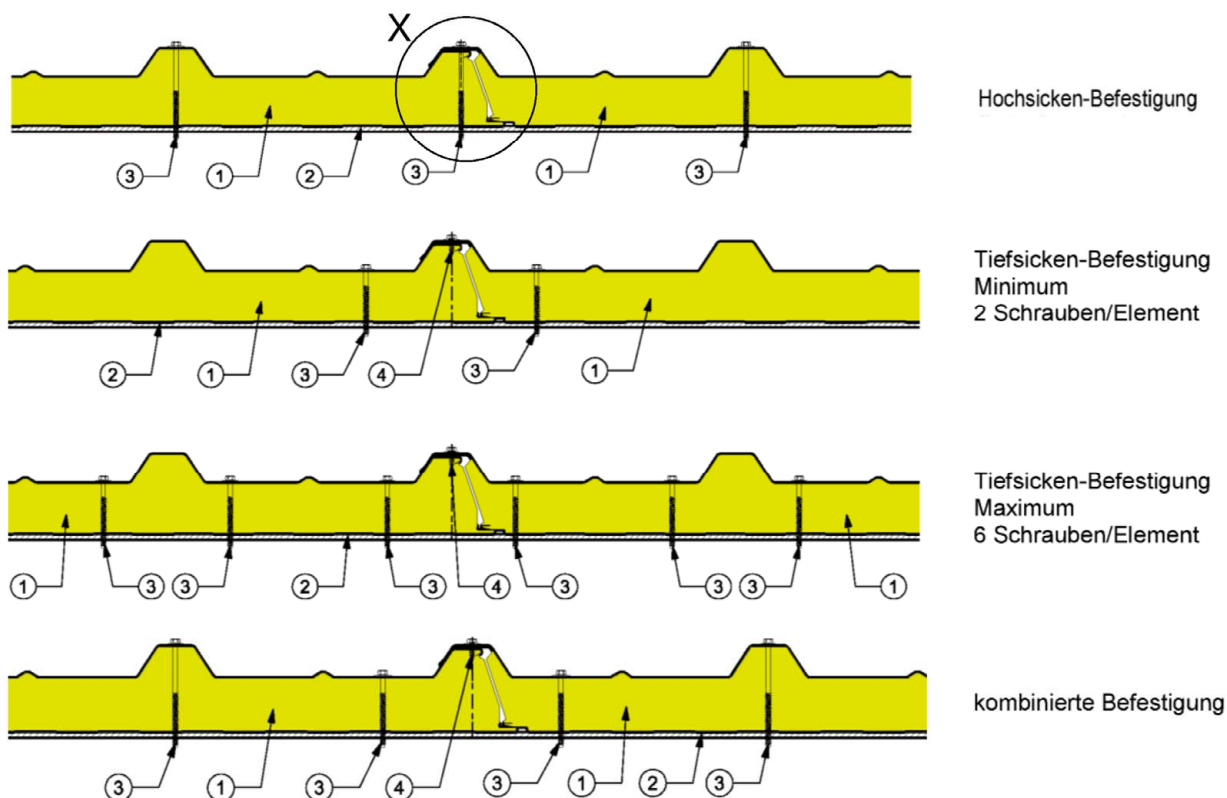 X
Hochsicken-Befestigung
3 1 2 3 1 3
Tiefsicken-Befestigung
Minimum
2 Schrauben/Element
2 1 3 4 3 1
Tiefsicken-Befestigung
Maximum
6 Schrauben/Element
1 3 3 2 3 4 3 3 3 1
kombinierte Befestigung
3 1 3 4 3 1 2 3